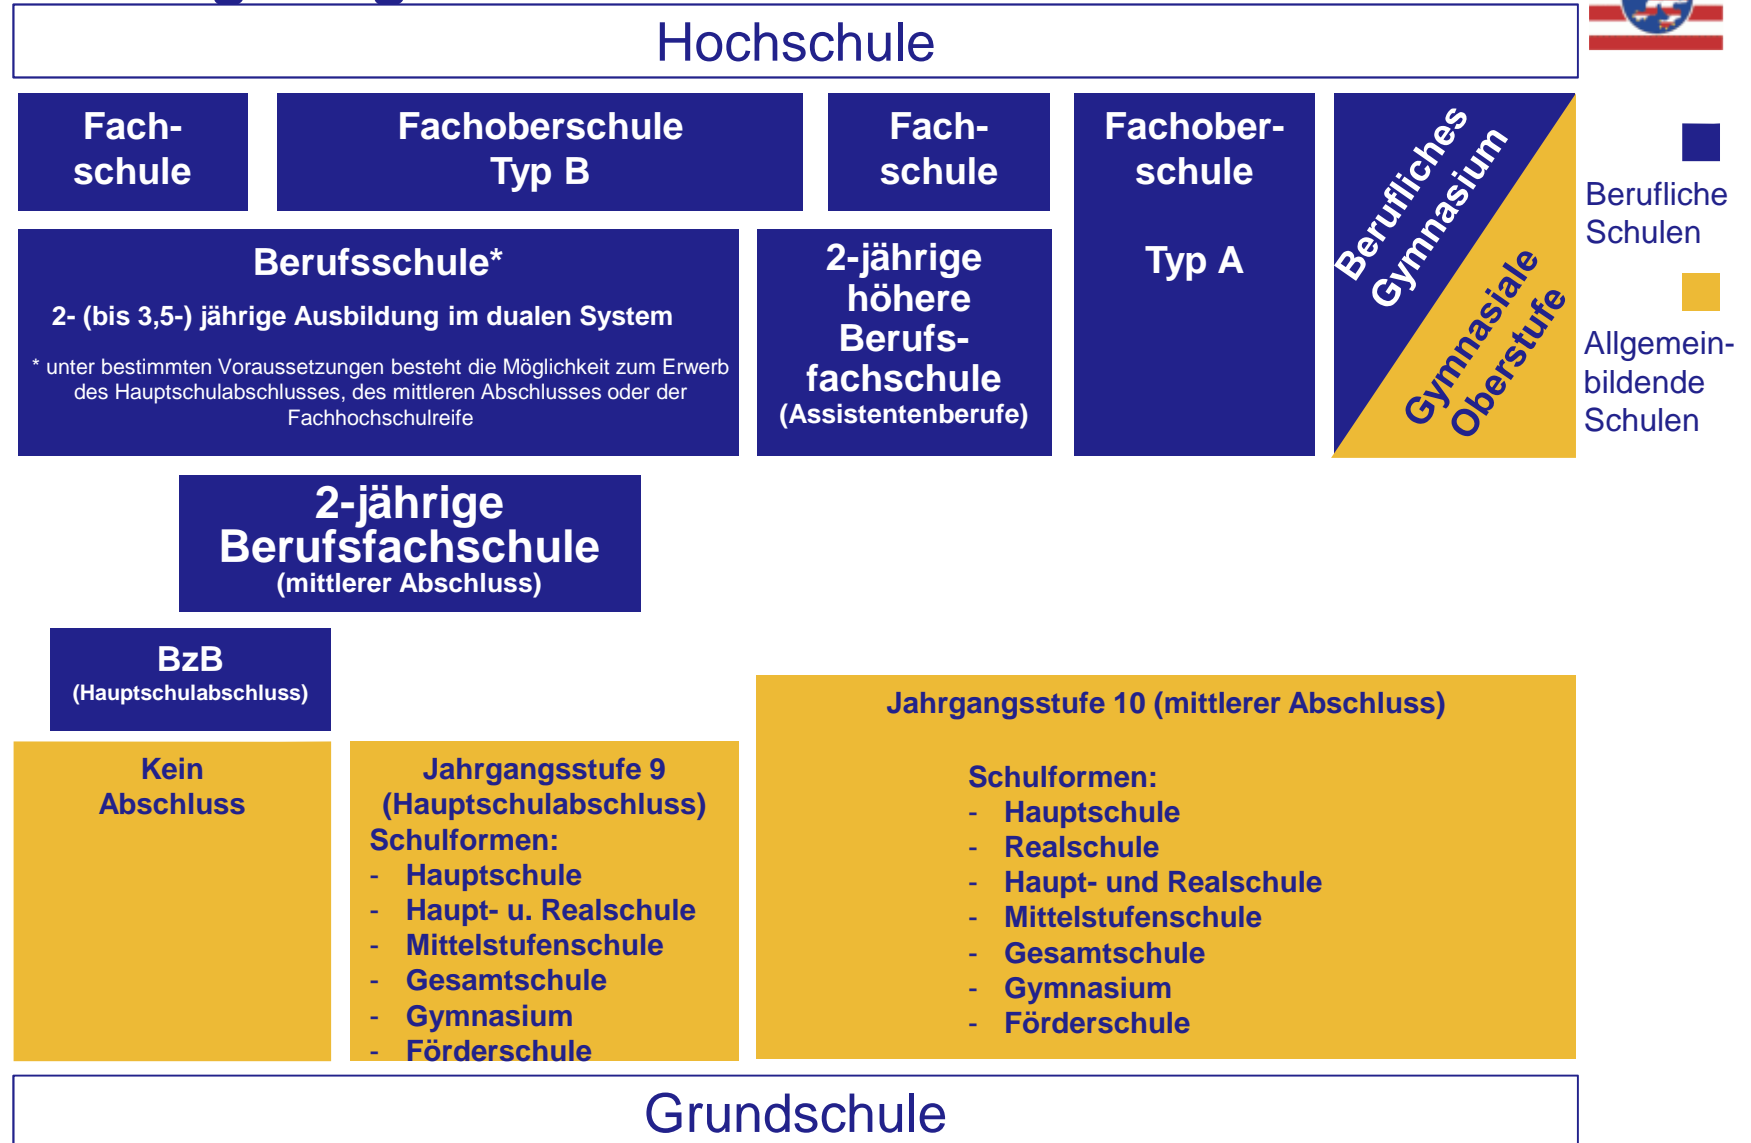 Hochschule
Fach-
schule
Fachoberschule
Typ B
Fach-
schule
Fachober-
schule
Typ A
Berufliches
Gymnasium
Gymnasiale
Oberstufe
Berufliche
Schulen
Allgemein-
bildende
Schulen
Berufsschule*
2- (bis 3,5-) jährige Ausbildung im dualen System
* unter bestimmten Voraussetzungen besteht die Möglichkeit zum Erwerb
des Hauptschulabschlusses, des mittleren Abschlusses oder der
Fachhochschulreife
2-jährige
höhere
Berufs-
fachschule
(Assistentenberufe)
2-jährige
Berufsfachschule
(mittlerer Abschluss)
BzB
(Hauptschulabschluss)
Kein
Abschluss
Jahrgangsstufe 9
(Hauptschulabschluss)
Schulformen:
- Hauptschule
- Haupt- u. Realschule
- Mittelstufenschule
- Gesamtschule
- Gymnasium
- Förderschule
Jahrgangsstufe 10 (mittlerer Abschluss)
Schulformen:
- Hauptschule
- Realschule
- Haupt- und Realschule
- Mittelstufenschule
- Gesamtschule
- Gymnasium
- Förderschule
Grundschule